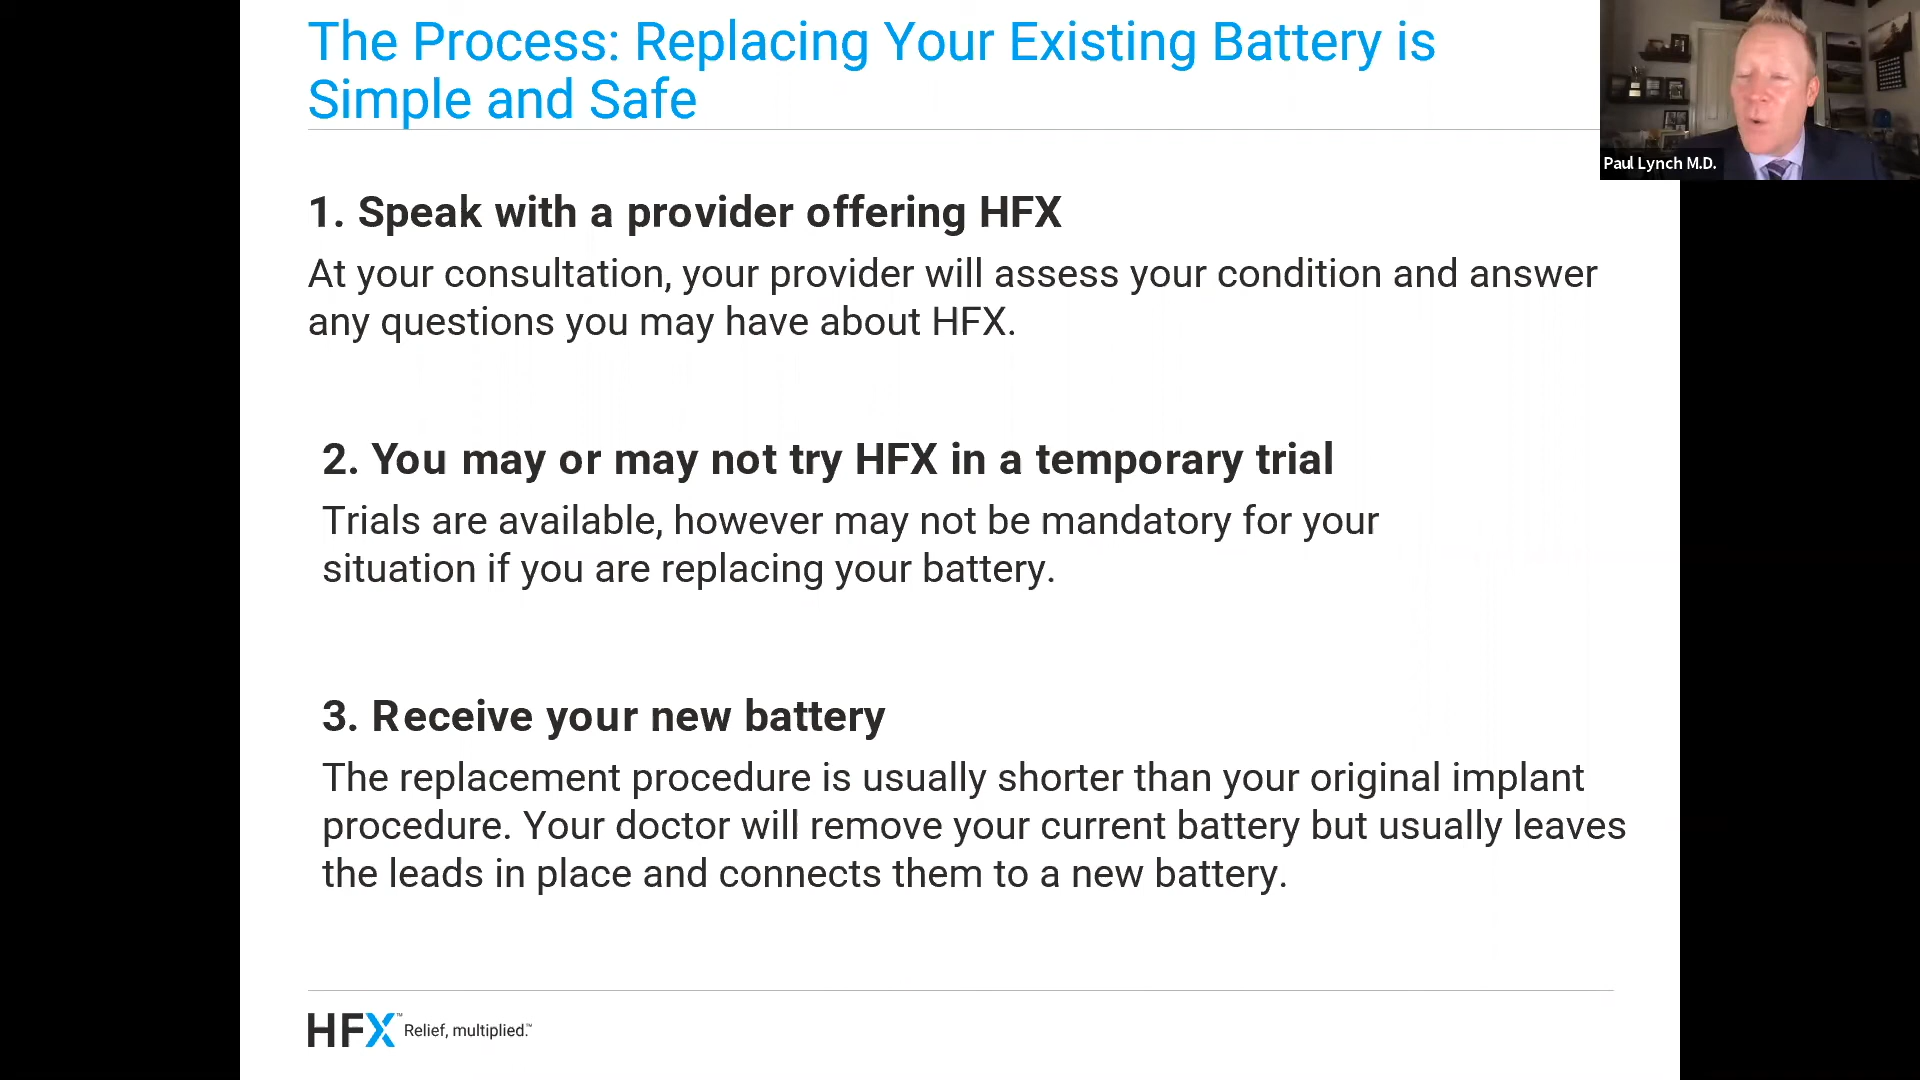 The Process: Replacing Your Existing Battery is
Simple and Safe
Paul Lynch M.D.
1. Speak with a provider offering HFX
At your consultation, your provider will assess your condition and answer
any questions you may have about HFX.
2. You may or may not try HFX in a temporary trial
Trials are available, however may not be mandatory for your
situation if you are replacing your battery.
3. Receive your new battery
The replacement procedure is usually shorter than your original implant
procedure. Your doctor will remove your current battery but usually leaves
the leads in place and connects them to a new battery.
HFX™ Relief, multiplied.™